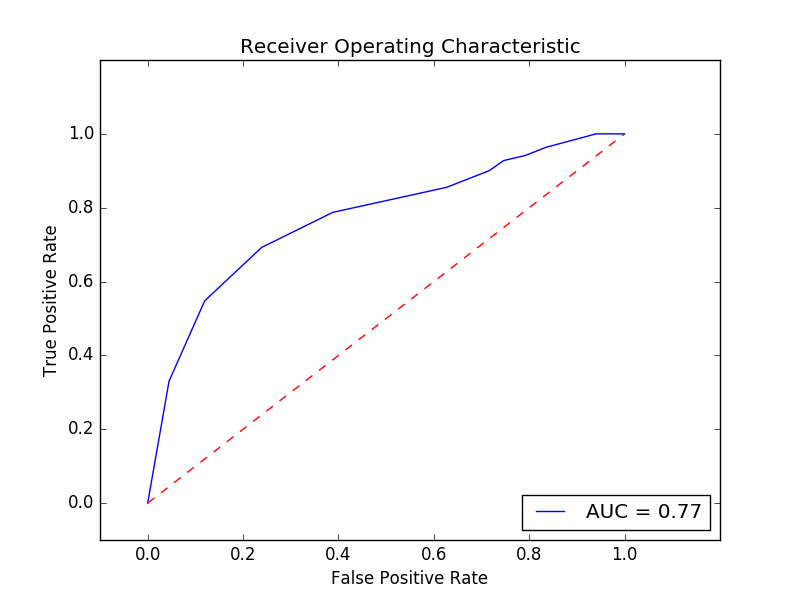 Receiver Operating Characteristic
True Positive Rate
1.0
0.8
0.6
0.4
0.2
0.0
AUC = 0.77
0.0 0.2 0.4 0.6 0.8 1.0
False Positive Rate